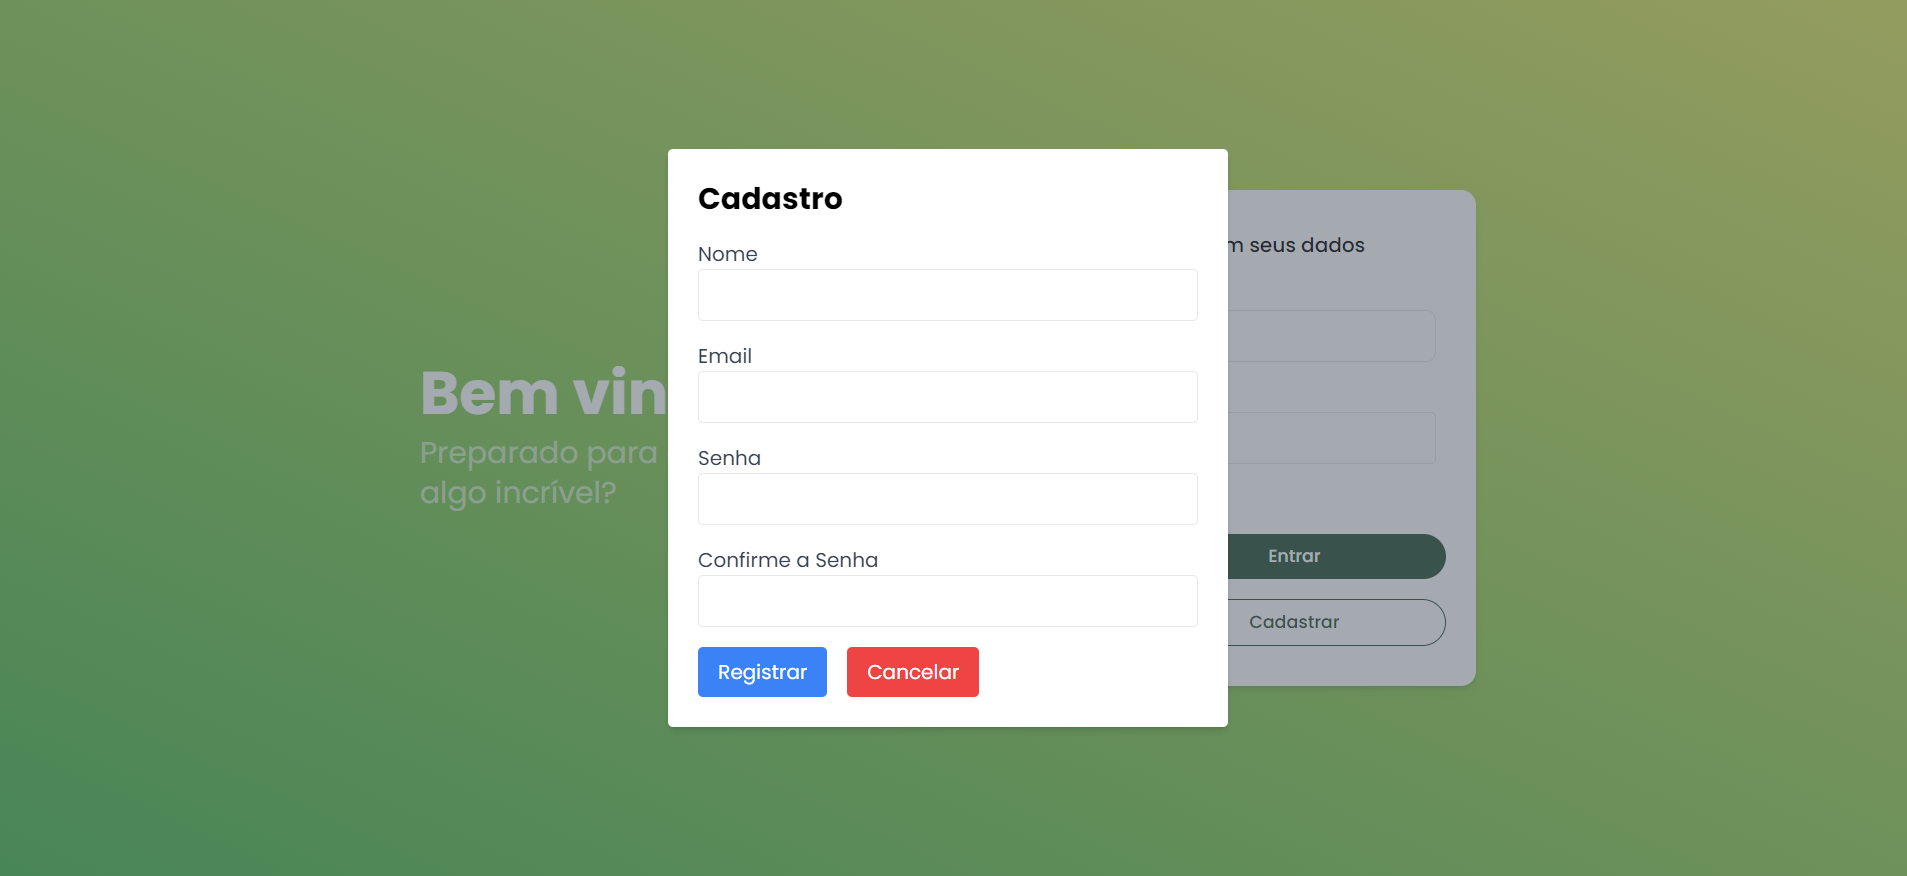 Cadastro
Nome
Email
Senha
Confirme a Senha
Registrar
Cancelar
Bem vin
Preparado para
algo incrível?
m seus dados
Entrar
Cadastrar